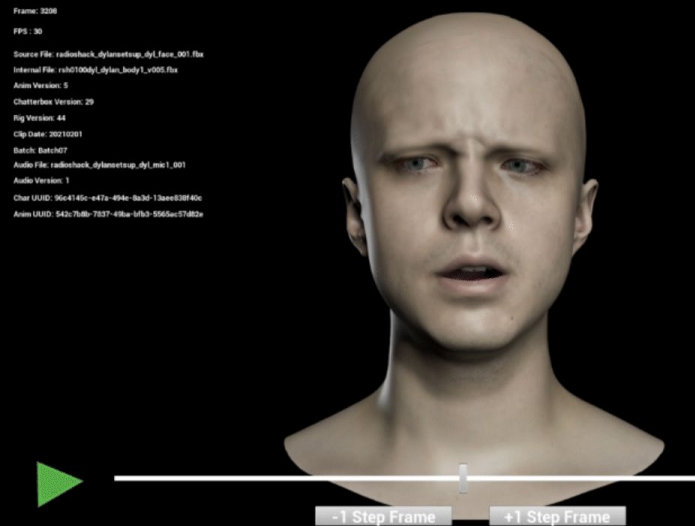 Frame: 3208
FPS : 30
Source File: radioshack_dylansetsup_dyl_face_001.fbx
Internal File: rsh0100dyl_dylan_body1_v005.fbx
Anim Version: 5
Chatterbox Version: 29
Rig Version: 44
Clip Date: 20210201
Batch: Batch07
Audio File: radioshack_dylansetsup_dyl_mic1_001
Audio Version: 1
Char UUID: 96c4145c-e47a-494e-8a3d-13aee838f40c
Anim UUID: 542c7b8b-7837-49ba-bfb3-5565ac57d82e
-1 Step Frame
+1 Step Frame